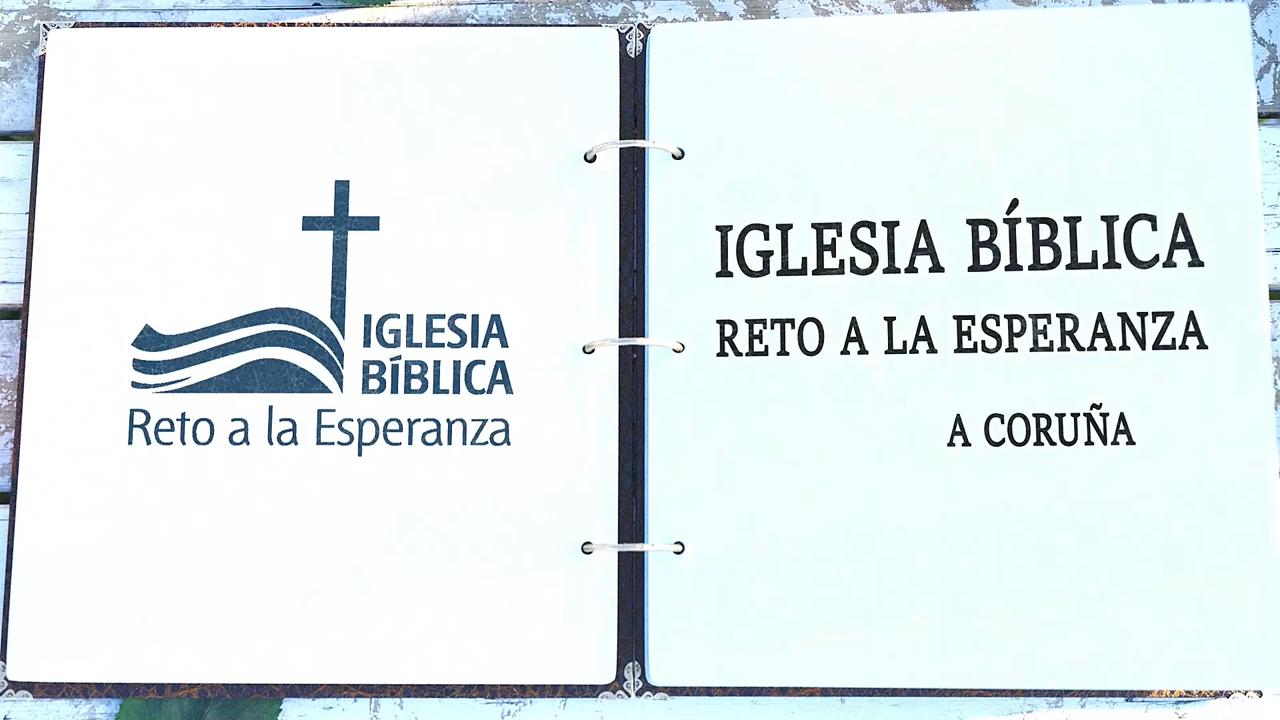 IGLESIA
BÍBLICA
Reto a la Esperanza
IGLESIA BÍBLICA
RETO A LA ESPERANZA
A CORUÑA